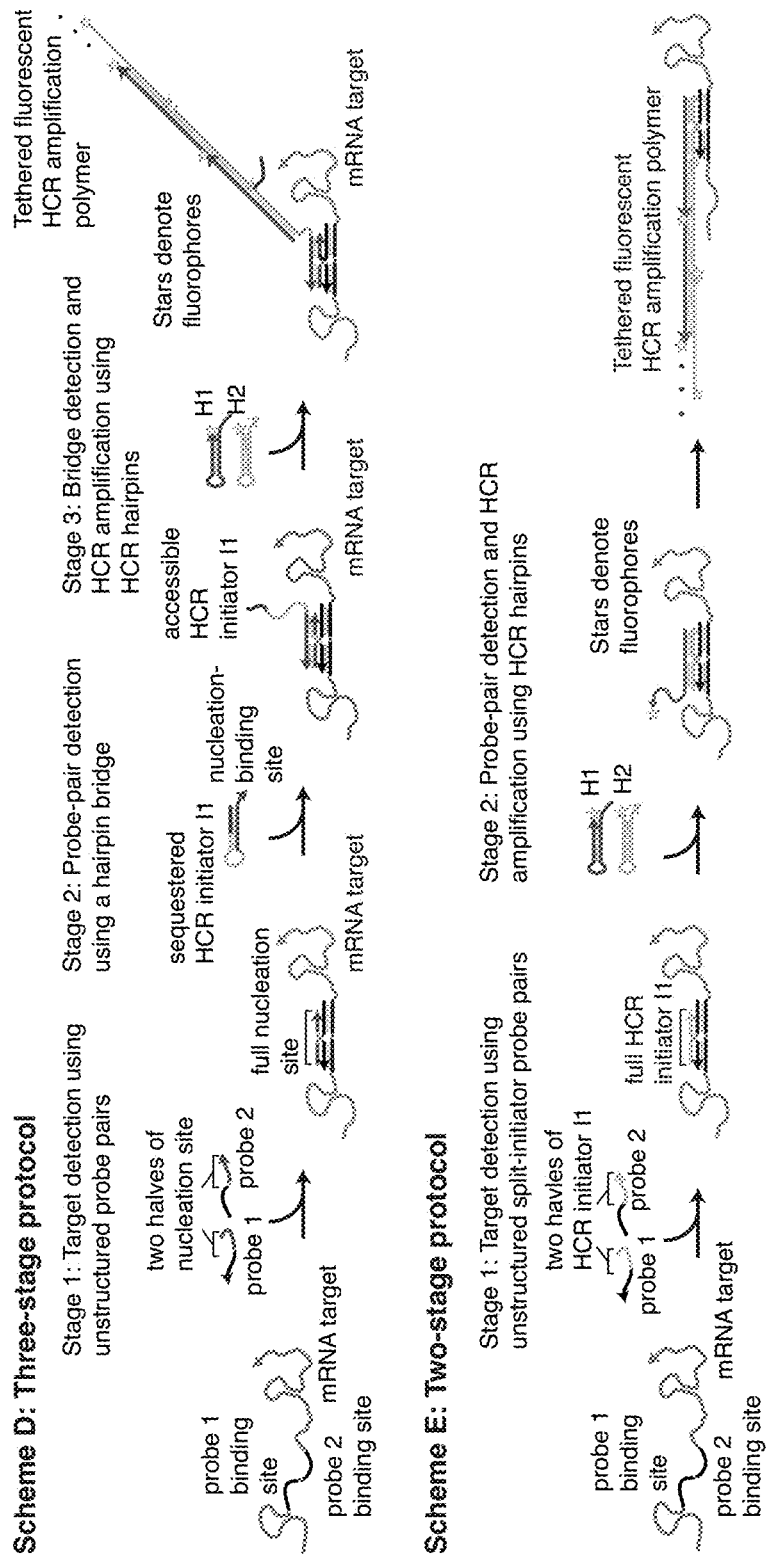 Scheme D: Three-stage protocol
Stage 1: Target detection using
unstructured probe pairs
Stage 2: Probe-pair detection
using a hairpin bridge
Stage 3: Bridge detection and
HCR amplification using
HCR hairpins
Tethered fluorescent
HCR amplification
polymer
probe 1
binding
site
probe 2
binding site
mRNA target
two halves of
nucleation site
probe 1
probe 2
full nucleation
site
mRNA target
sequestered
HCR initiator I1
nucleation-
binding
site
accessible
HCR
initiator I1
mRNA target
H1
H2
Stars denote
fluorophores
mRNA target
Scheme E: Two-stage protocol
Stage 1: Target detection using
unstructured split-initiator probe pairs
Stage 2: Probe-pair detection and HCR
amplification using HCR hairpins
probe 1
binding
site
probe 2
binding site
mRNA target
two havles of
HCR initiator I1
probe 1
probe 2
full HCR
initiator I1
H1
H2
Stars denote
fluorophores
Tethered fluorescent
HCR amplification polymer